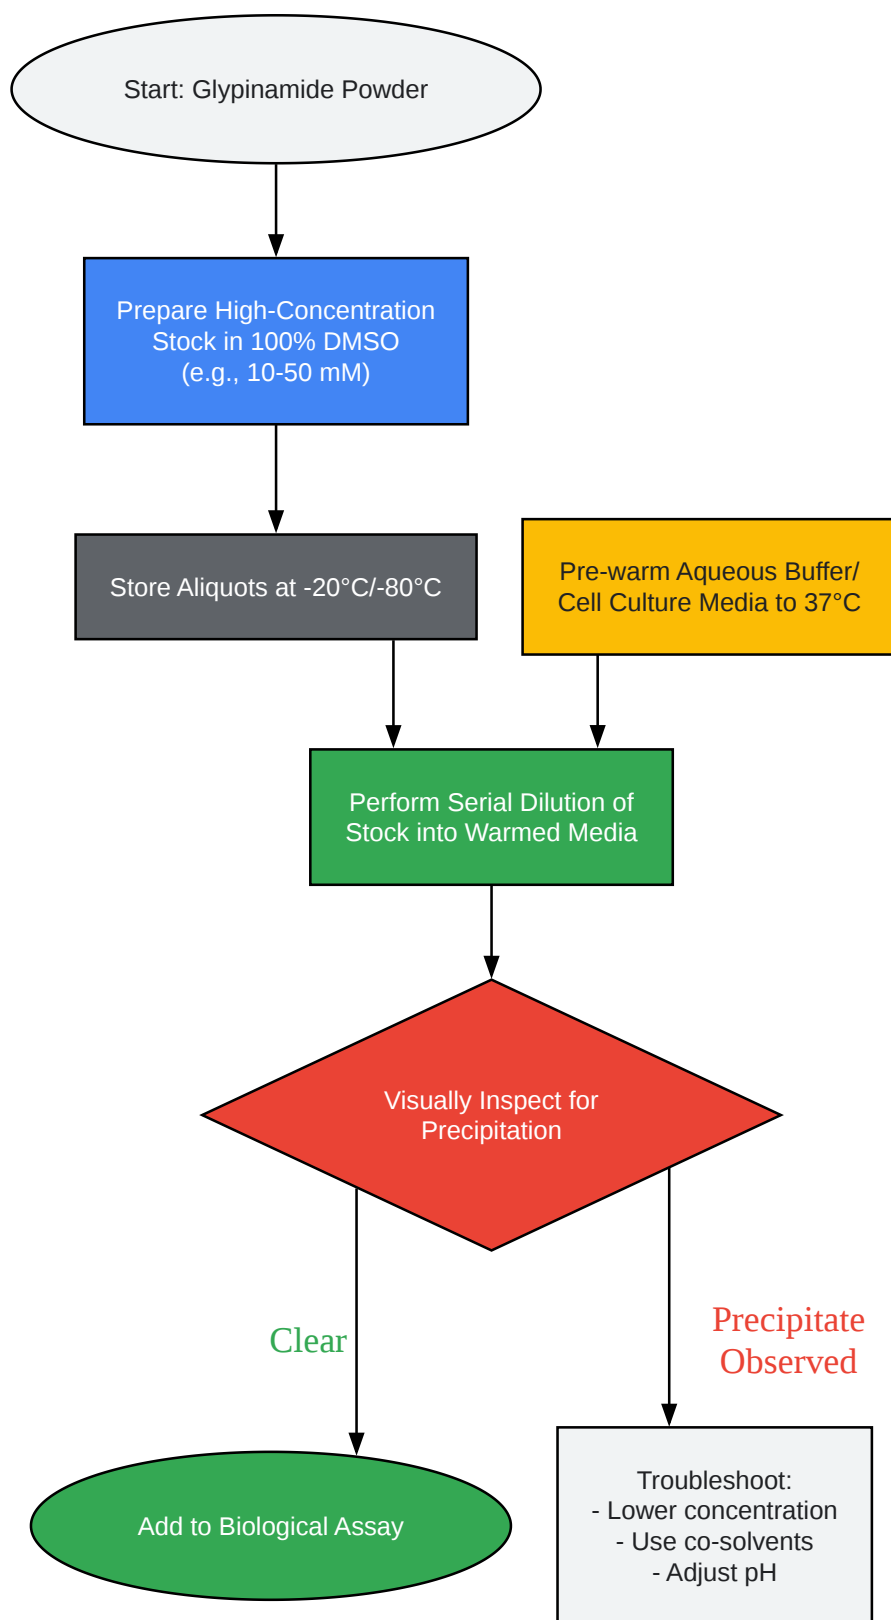 Start: Glypinamide Powder
Prepare High-Concentration
Stock in 100% DMSO
(e.g., 10-50 mM)
Store Aliquots at -20°C/-80°C
Pre-warm Aqueous Buffer/
Cell Culture Media to 37°C
Perform Serial Dilution of
Stock into Warmed Media
Visually Inspect for
Precipitation
Clear
Precipitate
Observed
Add to Biological Assay
Troubleshoot:
- Lower concentration
- Use co-solvents
- Adjust pH